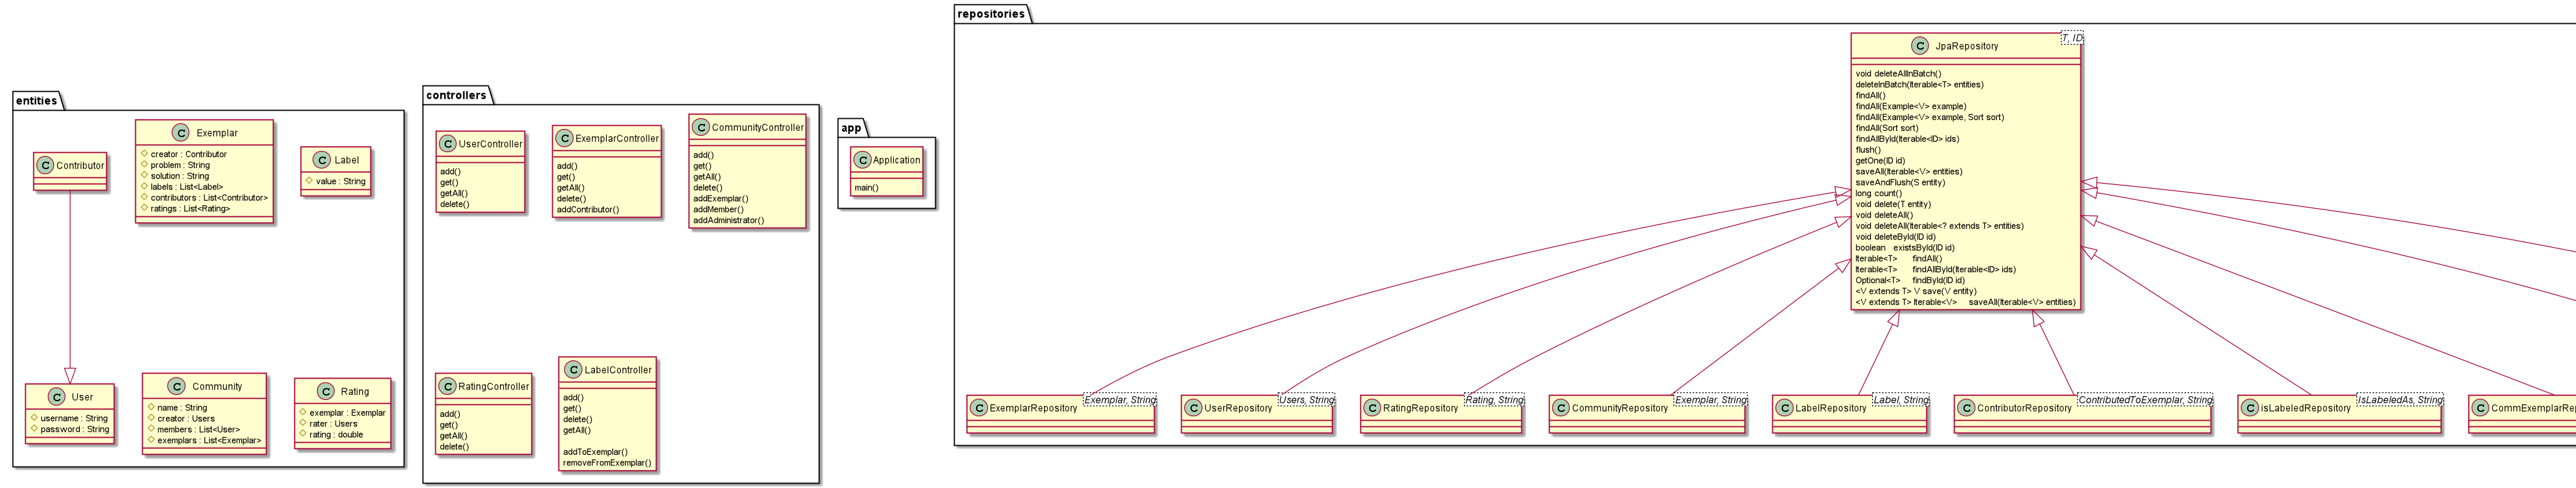 entities
Contributor
Exemplar
creator : Contributor
problem : String
solution : String
labels : List<Label>
contributors : List<Contributor>
ratings : List<Rating>
Label
value : String
User
username : String
password : String
Community
name : String
creator : Users
members : List<User>
exemplars : List<Exemplar>
Rating
exemplar : Exemplar
rater : Users
rating : double
controllers
UserController
add()
get()
getAll()
delete()
ExemplarController
add()
get()
getAll()
delete()
addContributor()
CommunityController
add()
get()
getAll()
delete()
addExemplar()
addMember()
addAdministrator()
RatingController
add()
get()
getAll()
delete()
LabelController
add()
get()
delete()
getAll()
addToExemplar()
removeFromExemplar()
app
Application
main()
repositories
JpaRepository
T, ID
void deleteAllInBatch()
deleteInBatch(Iterable<T> entities)
findAll()
findAll(Example<\/> example)
findAll(Example<\/> example, Sort sort)
findAll(Sort sort)
findAllById(Iterable<ID> ids)
flush()
getOne(ID id)
saveAll(Iterable<\/> entities)
saveAndFlush(S entity)
long count()
void delete(T entity)
void deleteAll()
void deleteAll(Iterable<? extends T> entities)
void deleteById(ID id)
boolean existsById(ID id)
Iterable<T> findAll()
Iterable<T> findAllById(Iterable<ID> ids)
Optional<T> findById(ID id)
<\/ extends T> \/ save(\/ entity)
<\/ extends T> Iterable<\/> saveAll(Iterable<\/> entities)
ExemplarRepository
Exemplar, String
UserRepository
Users, String
RatingRepository
Rating, String
CommunityRepository
Exemplar, String
LabelRepository
Label, String
ContributorRepository
ContributedToExemplar, String
isLabeledRepository
IsLabeledAs, String
CommExemplarRep